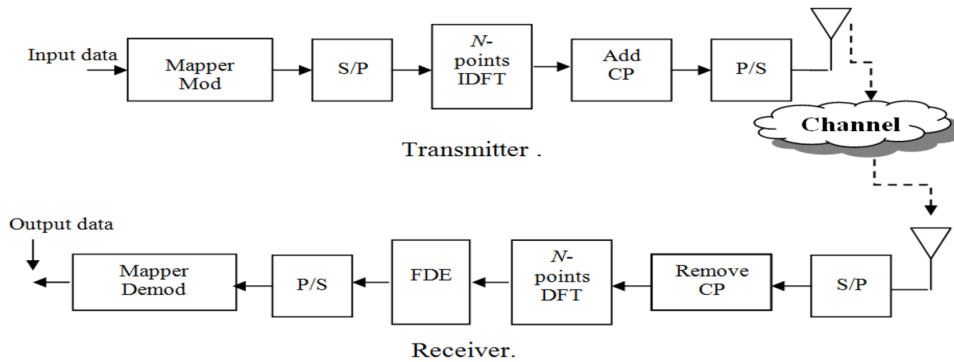 Input data
Mapper
Mod
S/P
N-
points
IDFT
Add
CP
P/S
Channel
Transmitter .
Output data
Mapper
Demod
P/S
FDE
N-
points
DFT
Remove
CP
S/P
Receiver.